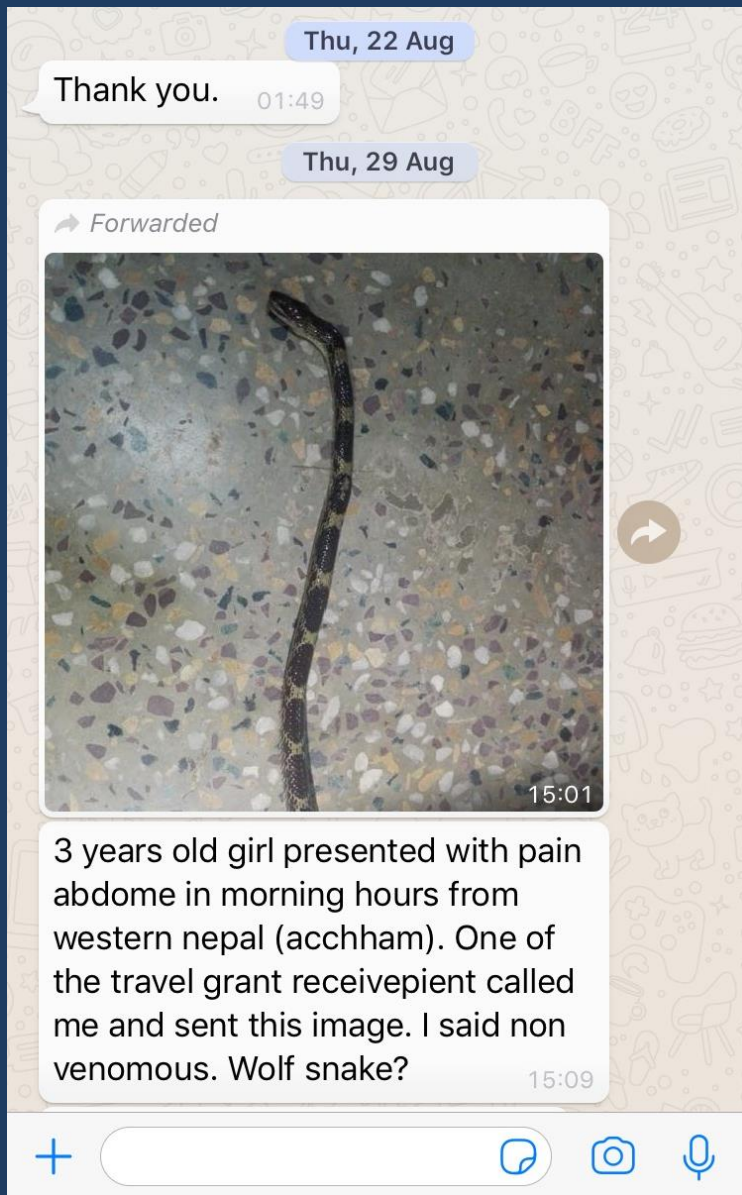 Thu, 22 Aug
Thank you. 01:49
Thu, 29 Aug
Forwarded
15:01
3 years old girl presented with pain
abdome in morning hours from
western nepal (acchham). One of
the travel grant receivepient called
me and sent this image. I said non
venomous. Wolf snake? 15:09